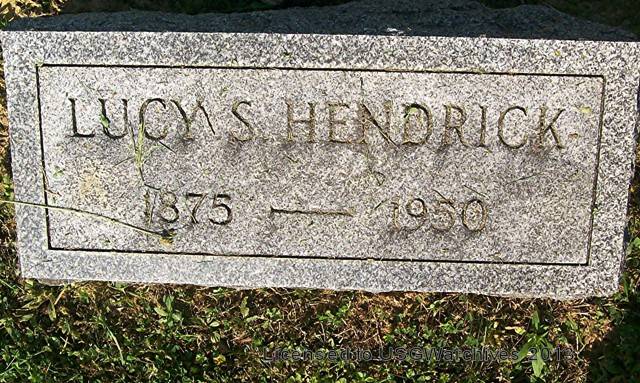 LUCY S. HENDRICK
1875 — 1950
Licensed to USGWarchives 2013